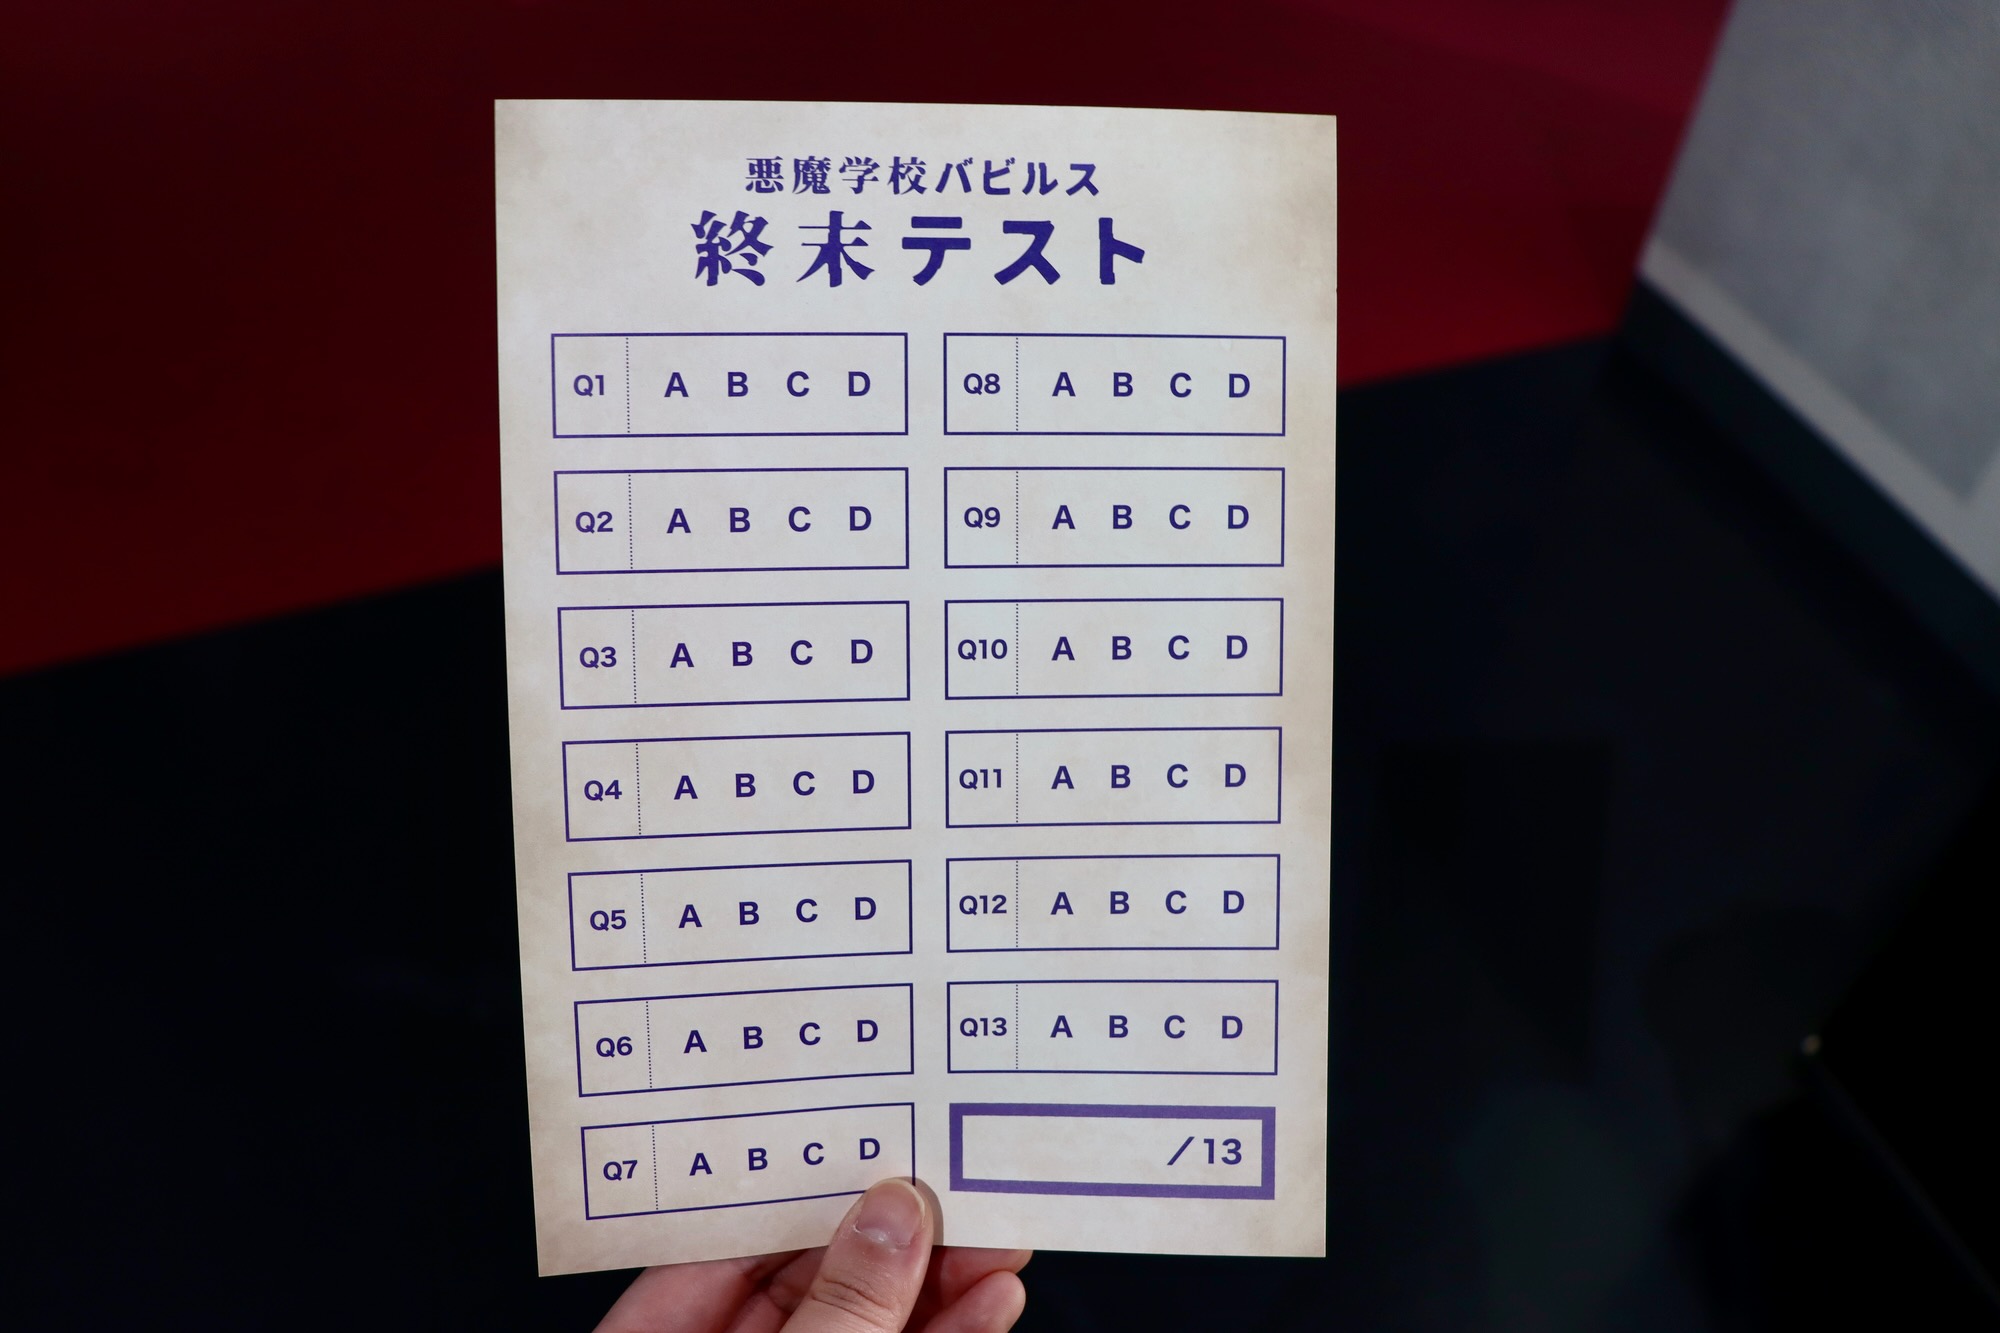 悪魔学校バビルス
終末テスト
Q1 A B C D
Q2 A B C D
Q3 A B C D
Q4 A B C D
Q5 A B C D
Q6 A B C D
Q7 A B C D
Q8 A B C D
Q9 A B C D
Q10 A B C D
Q11 A B C D
Q12 A B C D
Q13 A B C D
/13